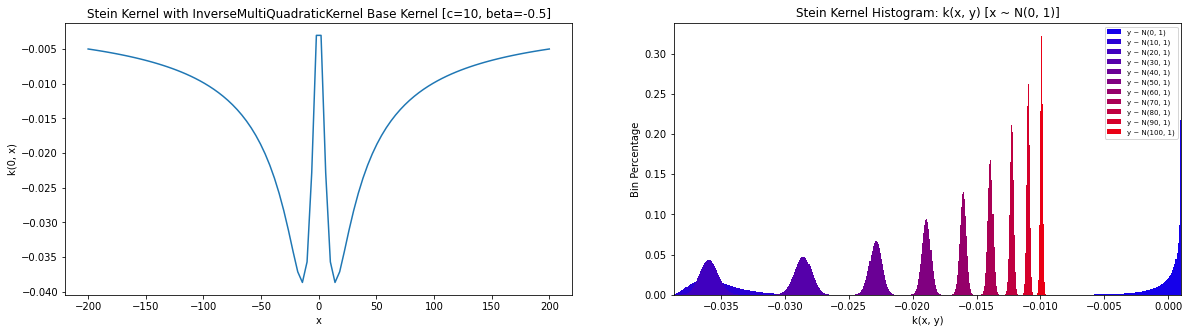 Stein Kernel with InverseMultiQuadraticKernel Base Kernel [c=10, beta=-0.5]
k(0, x)
−0.005
−0.010
−0.015
−0.020
−0.025
−0.030
−0.035
−0.040
−200 −150 −100 −50 0 50 100 150 200
x
Stein Kernel Histogram: k(x, y) [x ~ N(0, 1)]
Bin Percentage
0.30
0.25
0.20
0.15
0.10
0.05
0.00
y ~ N(0, 1)
y ~ N(10, 1)
y ~ N(20, 1)
y ~ N(30, 1)
y ~ N(40, 1)
y ~ N(50, 1)
y ~ N(60, 1)
y ~ N(70, 1)
y ~ N(80, 1)
y ~ N(90, 1)
y ~ N(100, 1)
−0.035 −0.030 −0.025 −0.020 −0.015 −0.010 −0.005 0.000
k(x, y)